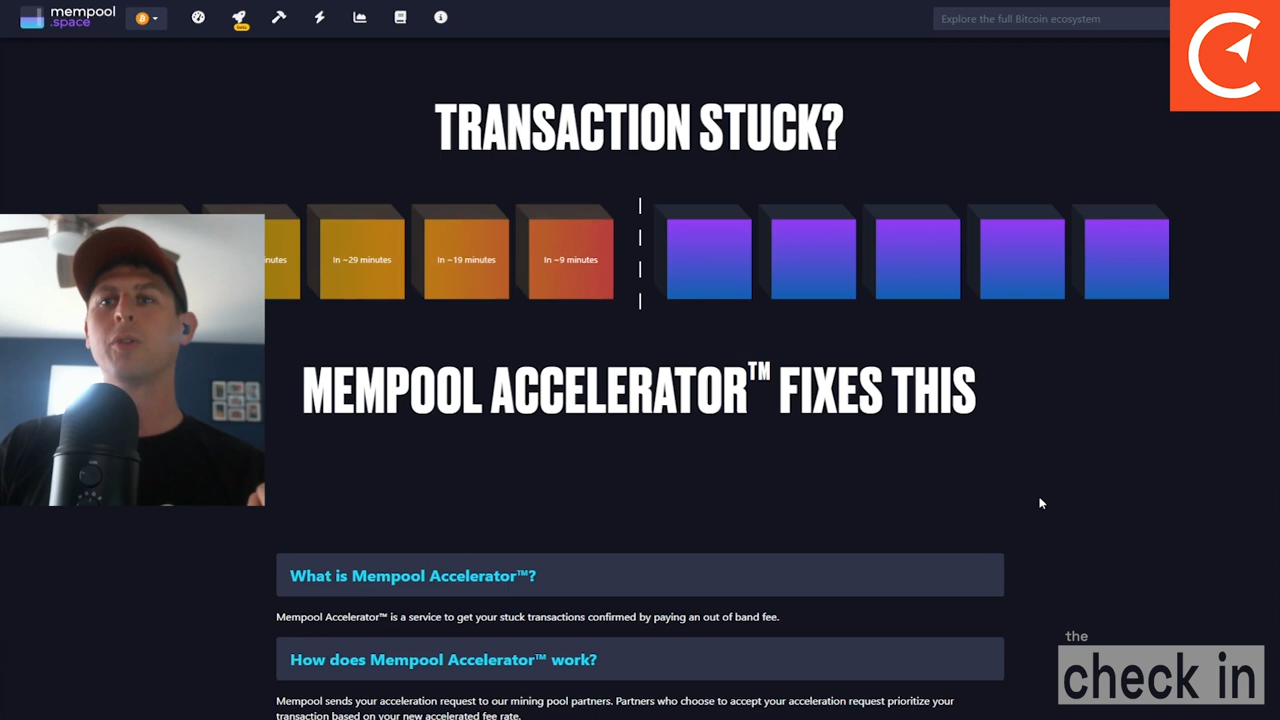 mempool
.space
beta
Explore the full Bitcoin ecosystem
TRANSACTION STUCK?
nutes
In ~29 minutes
In ~19 minutes
In ~9 minutes
MEMPOOL ACCELERATOR™ FIXES THIS
What is Mempool Accelerator™?
Mempool Accelerator™ is a service to get your stuck transactions confirmed by paying an out of band fee.
How does Mempool Accelerator™ work?
Mempool sends your acceleration request to our mining pool partners. Partners who choose to accept your acceleration request prioritize your
transaction based on your new accelerated fee rate.
the
check in